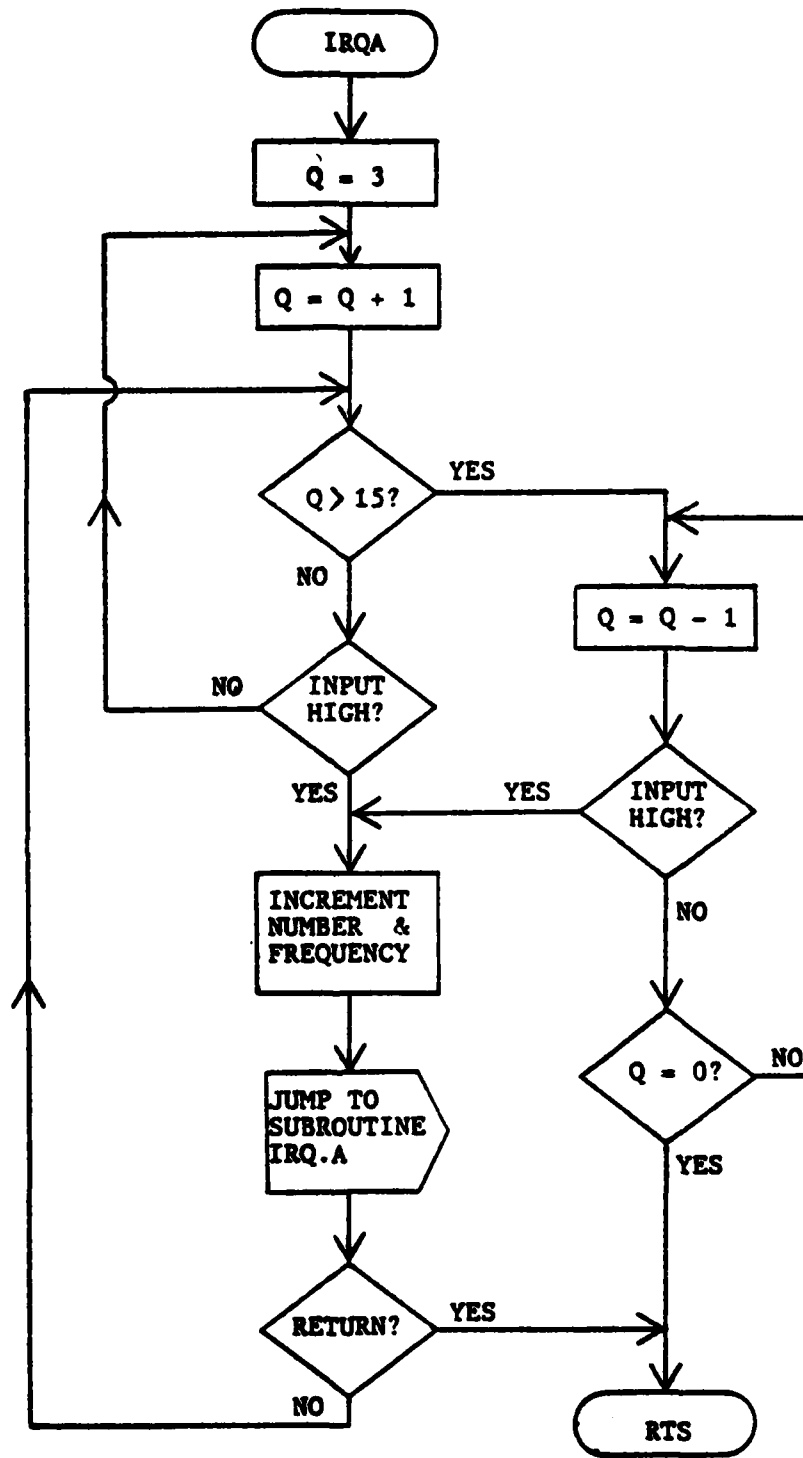 IRQA
Q = 3
Q = Q + 1
Q > 15?
YES
NO
Q = Q - 1
INPUT
HIGH?
NO
YES
INPUT
HIGH?
YES
NO
INCREMENT
NUMBER &
FREQUENCY
Q = 0?
NO
YES
JUMP TO
SUBROUTINE
IRQ.A
RETURN?
YES
NO
RTS